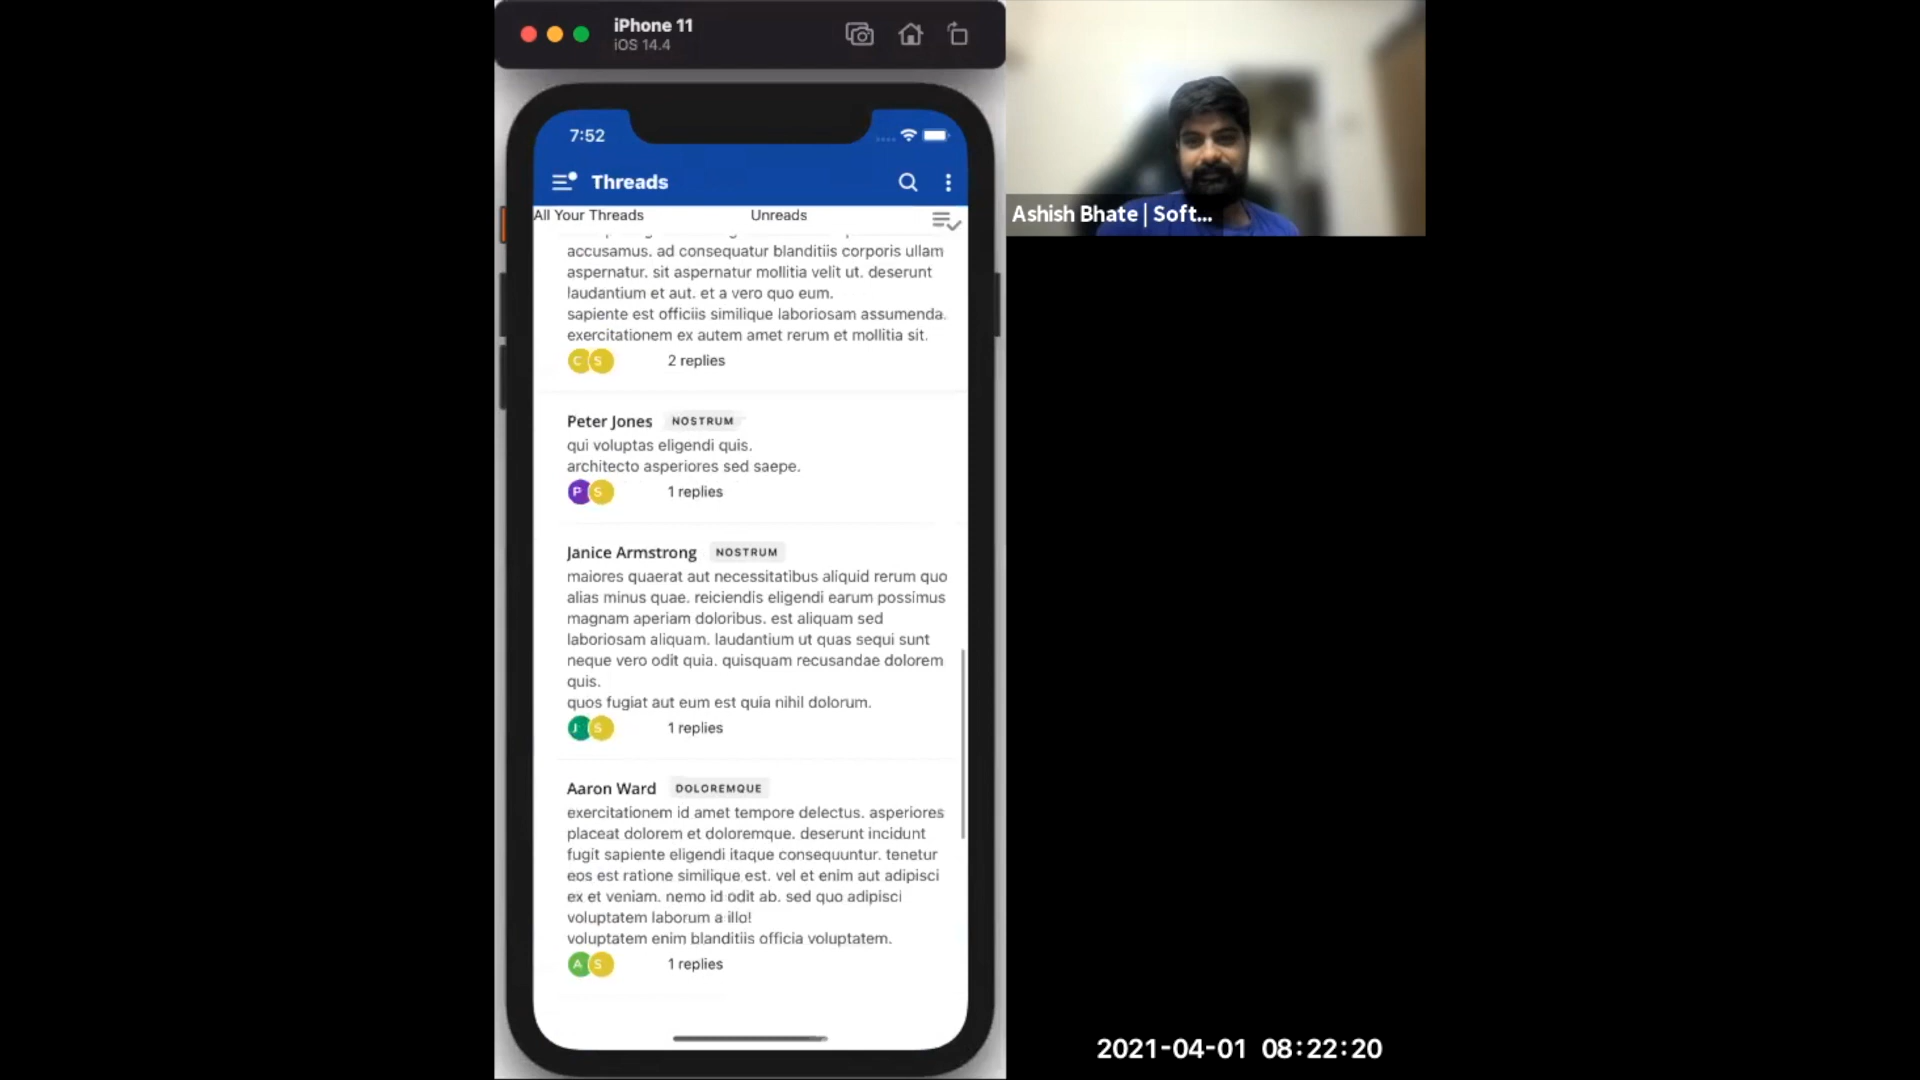 iPhone 11
iOS 14.4
7:52
Threads
All Your Threads
Unreads
accusamus. ad consequatur blanditiis corporis ullam
aspernatur. sit aspernatur mollitia velit ut. deserunt
laudantium et aut. et a vero quo eum.
sapiente est officiis similique laboriosam assumenda.
exercitationem ex autem amet rerum et mollitia sit.
C S 2 replies
Peter Jones NOSTRUM
qui voluptas eligendi quis.
architecto asperiores sed saepe.
P S 1 replies
Janice Armstrong NOSTRUM
maiores quaerat aut necessitatibus aliquid rerum quo
alias minus quae. reiciendis eligendi earum possimus
magnam aperiam doloribus. est aliquam sed
laboriosam aliquam. laudantium ut quas sequi sunt
neque vero odit quia. quisquam recusandae dolorem
quis.
quos fugiat aut eum est quia nihil dolorum.
J S 1 replies
Aaron Ward DOLOREMQUE
exercitationem id amet tempore delectus. asperiores
placeat dolorem et doloremque. deserunt incidunt
fugit sapiente eligendi itaque consequuntur. tenetur
eos est ratione similique est. vel et enim aut adipisci
ex et veniam. nemo id odit ab. sed quo adipisci
voluptatem laborum a illo!
voluptatem enim blanditiis officia voluptatem.
A S 1 replies
Ashish Bhate | Soft...
2021-04-01 08:22:20